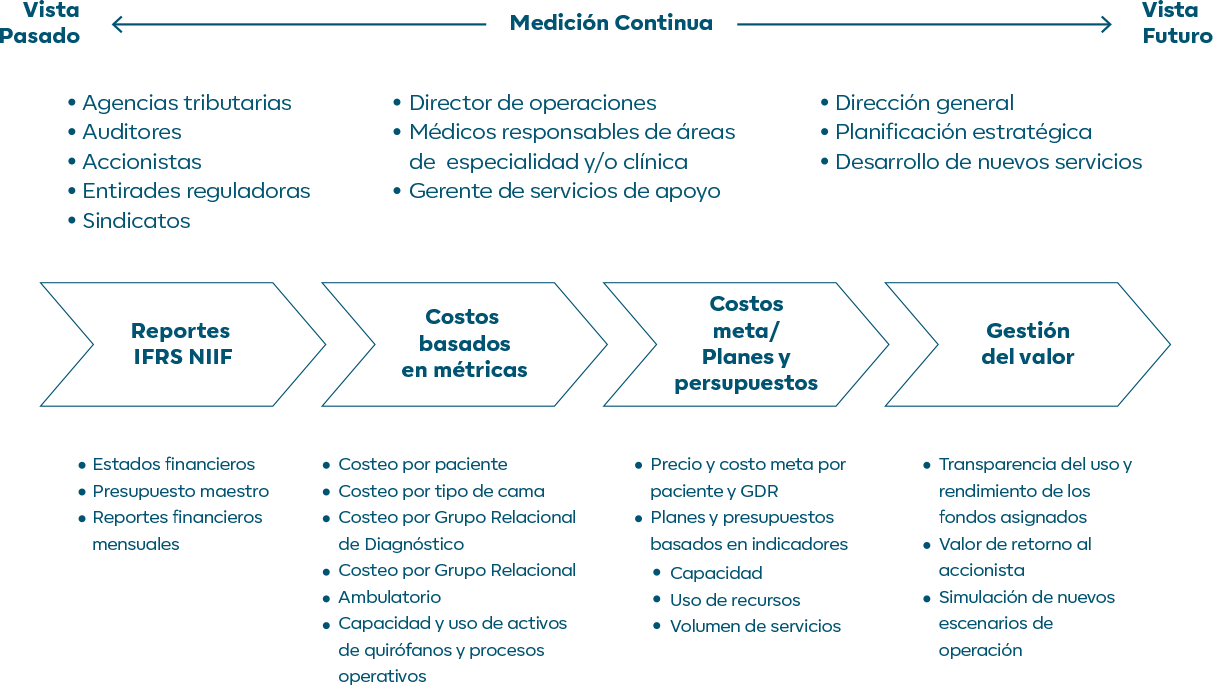 Vista
Pasado
Medición Continua
Vista
Futuro
• Agencias tributarias
• Auditores
• Accionistas
• Entirades reguladoras
• Sindicatos
• Director de operaciones
• Médicos responsables de áreas
de especialidad y/o clínica
• Gerente de servicios de apoyo
• Dirección general
• Planificación estratégica
• Desarrollo de nuevos servicios
Reportes
IFRS NIIF
Costos
basados
en métricas
Costos
meta/
Planes y
persupuestos
Gestión
del valor
• Estados financieros
• Presupuesto maestro
• Reportes financieros
mensuales
• Costeo por paciente
• Costeo por tipo de cama
• Costeo por Grupo Relacional
de Diagnóstico
• Costeo por Grupo Relacional
• Ambulatorio
• Capacidad y uso de activos
de quirófanos y procesos
operativos
• Precio y costo meta por
paciente y GDR
• Planes y presupuestos
basados en indicadores
• Capacidad
• Uso de recursos
• Volumen de servicios
• Transparencia del uso y
rendimiento de los
fondos asignados
• Valor de retorno al
accionista
• Simulación de nuevos
escenarios de
operación